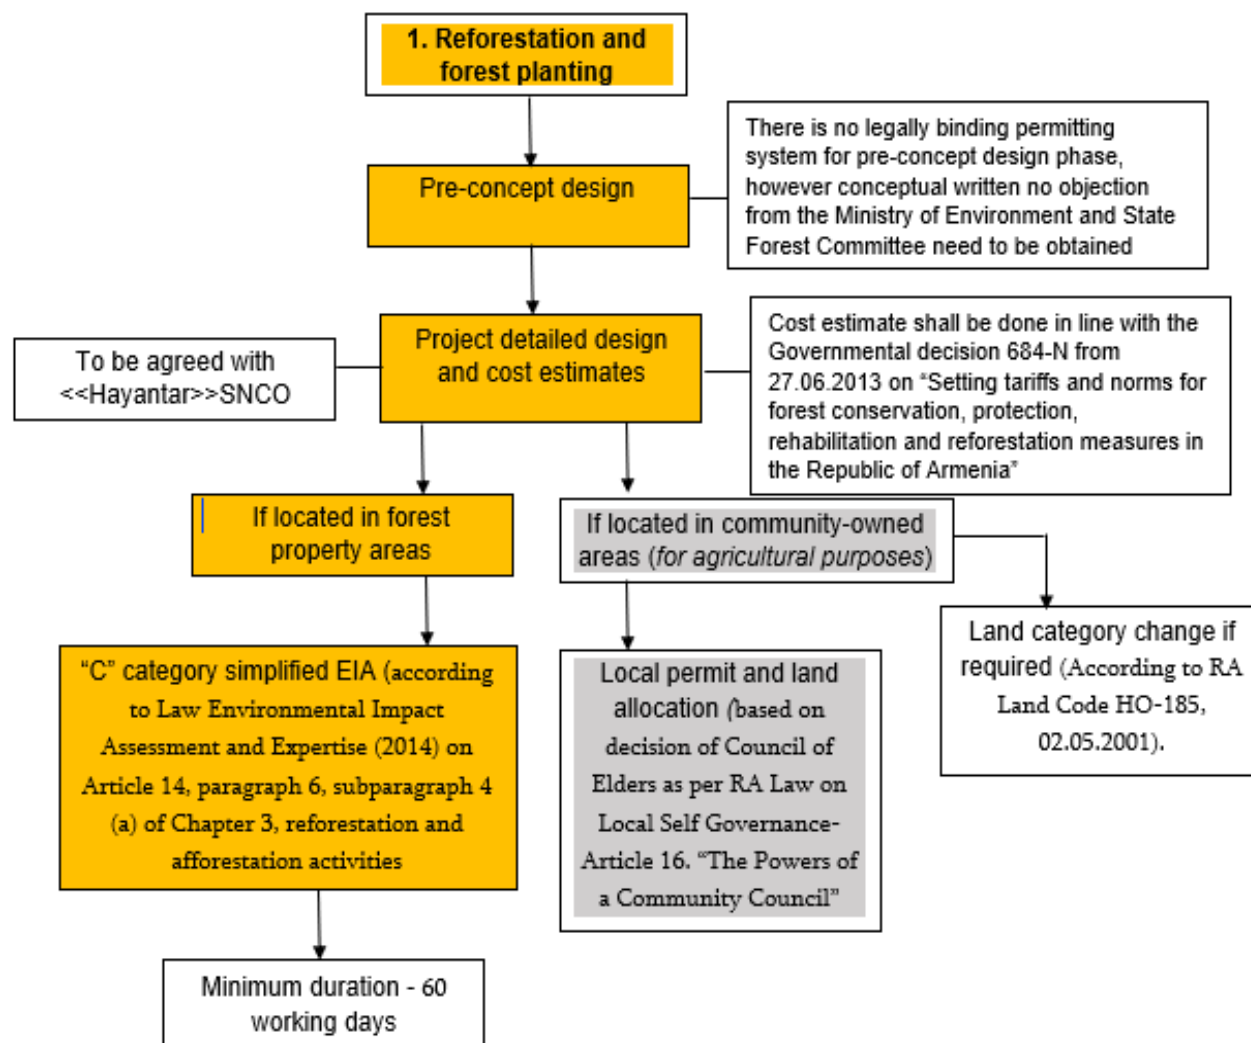 1. Reforestation and
forest planting
There is no legally binding permitting
system for pre-concept design phase,
however conceptual written no objection
from the Ministry of Environment and State
Forest Committee need to be obtained
Pre-concept design
Project detailed design
and cost estimates
To be agreed with
<<Hayantar>>SNCO
Cost estimate shall be done in line with the
Governmental decision 684-N from
27.06.2013 on “Setting tariffs and norms for
forest conservation, protection,
rehabilitation and reforestation measures in
the Republic of Armenia”
If located in forest
property areas
If located in community-owned
areas (for agricultural purposes)
Land category change if
required (According to RA
Land Code HO-185,
02.05.2001).
“C” category simplified EIA (according
to Law Environmental Impact
Assessment and Expertise (2014) on
Article 14, paragraph 6, subparagraph 4
(a) of Chapter 3, reforestation and
afforestation activities
Local permit and land
allocation (based on
decision of Council of
Elders as per RA Law on
Local Self Governance-
Article 16. “The Powers of
a Community Council”
Minimum duration - 60
working days